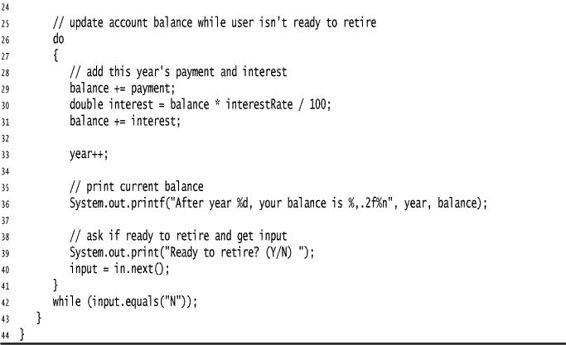 24
25 // update account balance while user isn't ready to retire
26 do
27 {
28 // add this year's payment and interest
29 balance += payment;
30 double interest = balance * interestRate / 100;
31 balance += interest;
32
33 year++;
34
35 // print current balance
36 System.out.printf("After year %d, your balance is %,.2f%n", year, balance);
37
38 // ask if ready to retire and get input
39 System.out.print("Ready to retire? (Y/N) ");
40 input = in.next();
41 }
42 while (input.equals("N"));
43 }
44 }